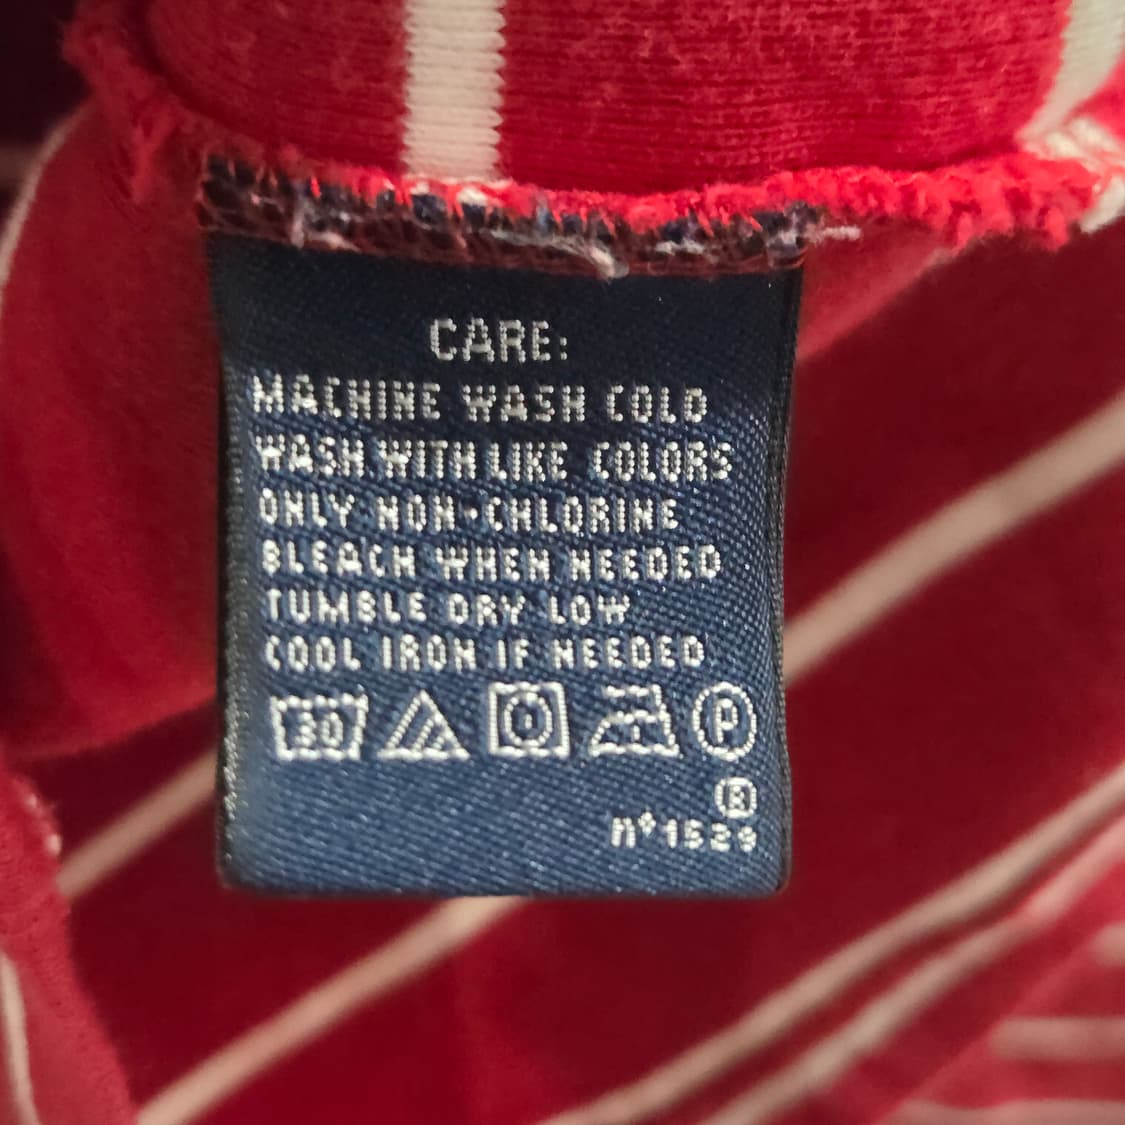 CARE:
MACHINE WASH COLD
WASH WITH LIKE COLORS
ONLY NON-CHLORINE
BLEACH WHEN NEEDED
TUMBLE DRY LOW
COOL IRON IF NEEDED
30 P
R
n°1529